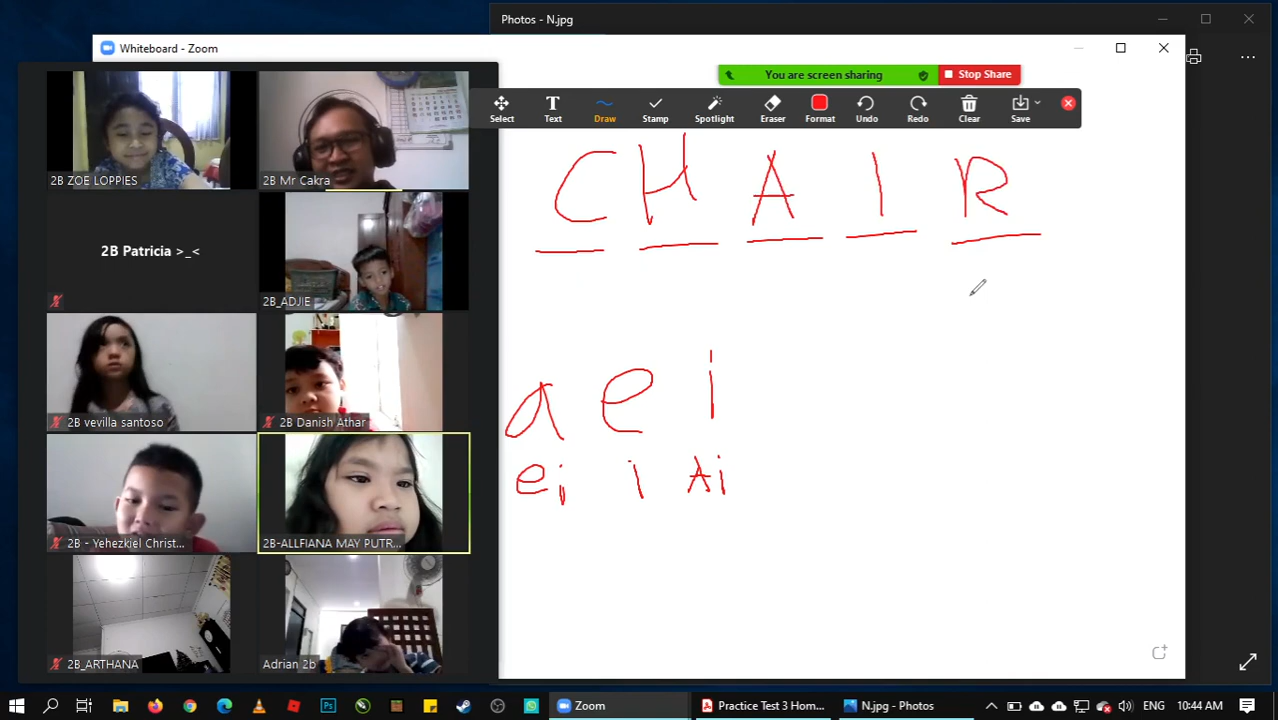 Photos - N.jpg
Whiteboard - Zoom
You are screen sharing
Stop Share
Select
Text
Draw
Stamp
Spotlight
Eraser
Format
Undo
Redo
Clear
Save
C H A I R
a e i
ei i Ai
2B ZOE LOPPIES
2B Mr Cakra
2B Patricia >_<
2B_ADJIE
2B vevilla santoso
2B Danish Athar
2B - Yehezkiel Christ...
2B-ALLFIANA MAY PUTR...
2B_ARTHANA
Adrian 2b
Zoom
Practice Test 3 Hom...
N.jpg - Photos
ENG
10:44 AM